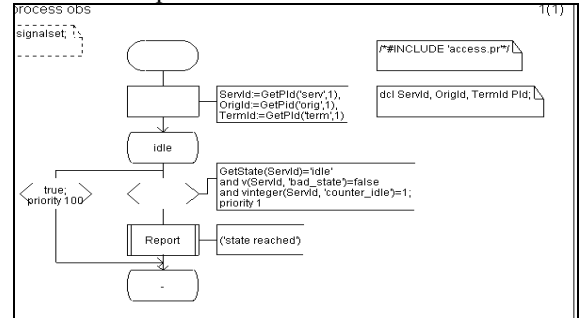 process obs
1(1)
signalset;
/*#INCLUDE 'access.pr'*/
ServId:=GetPId('serv',1),
OrigId:=GetPId('orig',1),
TermId:=GetPId('term',1)
dcl ServId, OrigId, TermId PId;
idle
GetState(ServId)='idle'
and v(ServId, 'bad_state')=false
and vinteger(ServId, 'counter_idle')=1;
priority 1
true;
priority 100
Report
('state reached')
-